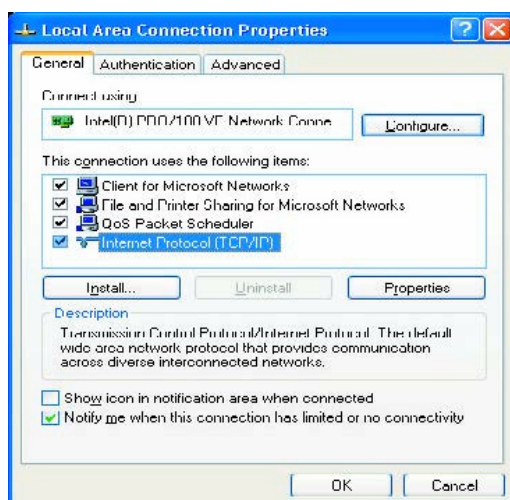 Local Area Connection Properties
General Authentication Advanced
Connect using
Intel(R) PRO/100 VE Network Conne
Configure...
This connection uses the following items:
Client for Microsoft Networks
File and Printer Sharing for Microsoft Networks
QoS Packet Scheduler
Internet Protocol (TCP/IP)
Install... Uninstall Properties
Description
Transmission Control Protocol/Internet Protocol. The default
wide area network protocol that provides communication
across diverse interconnected networks.
Show icon in notification area when connected
Notify me when this connection has limited or no connectivity
OK Cancel